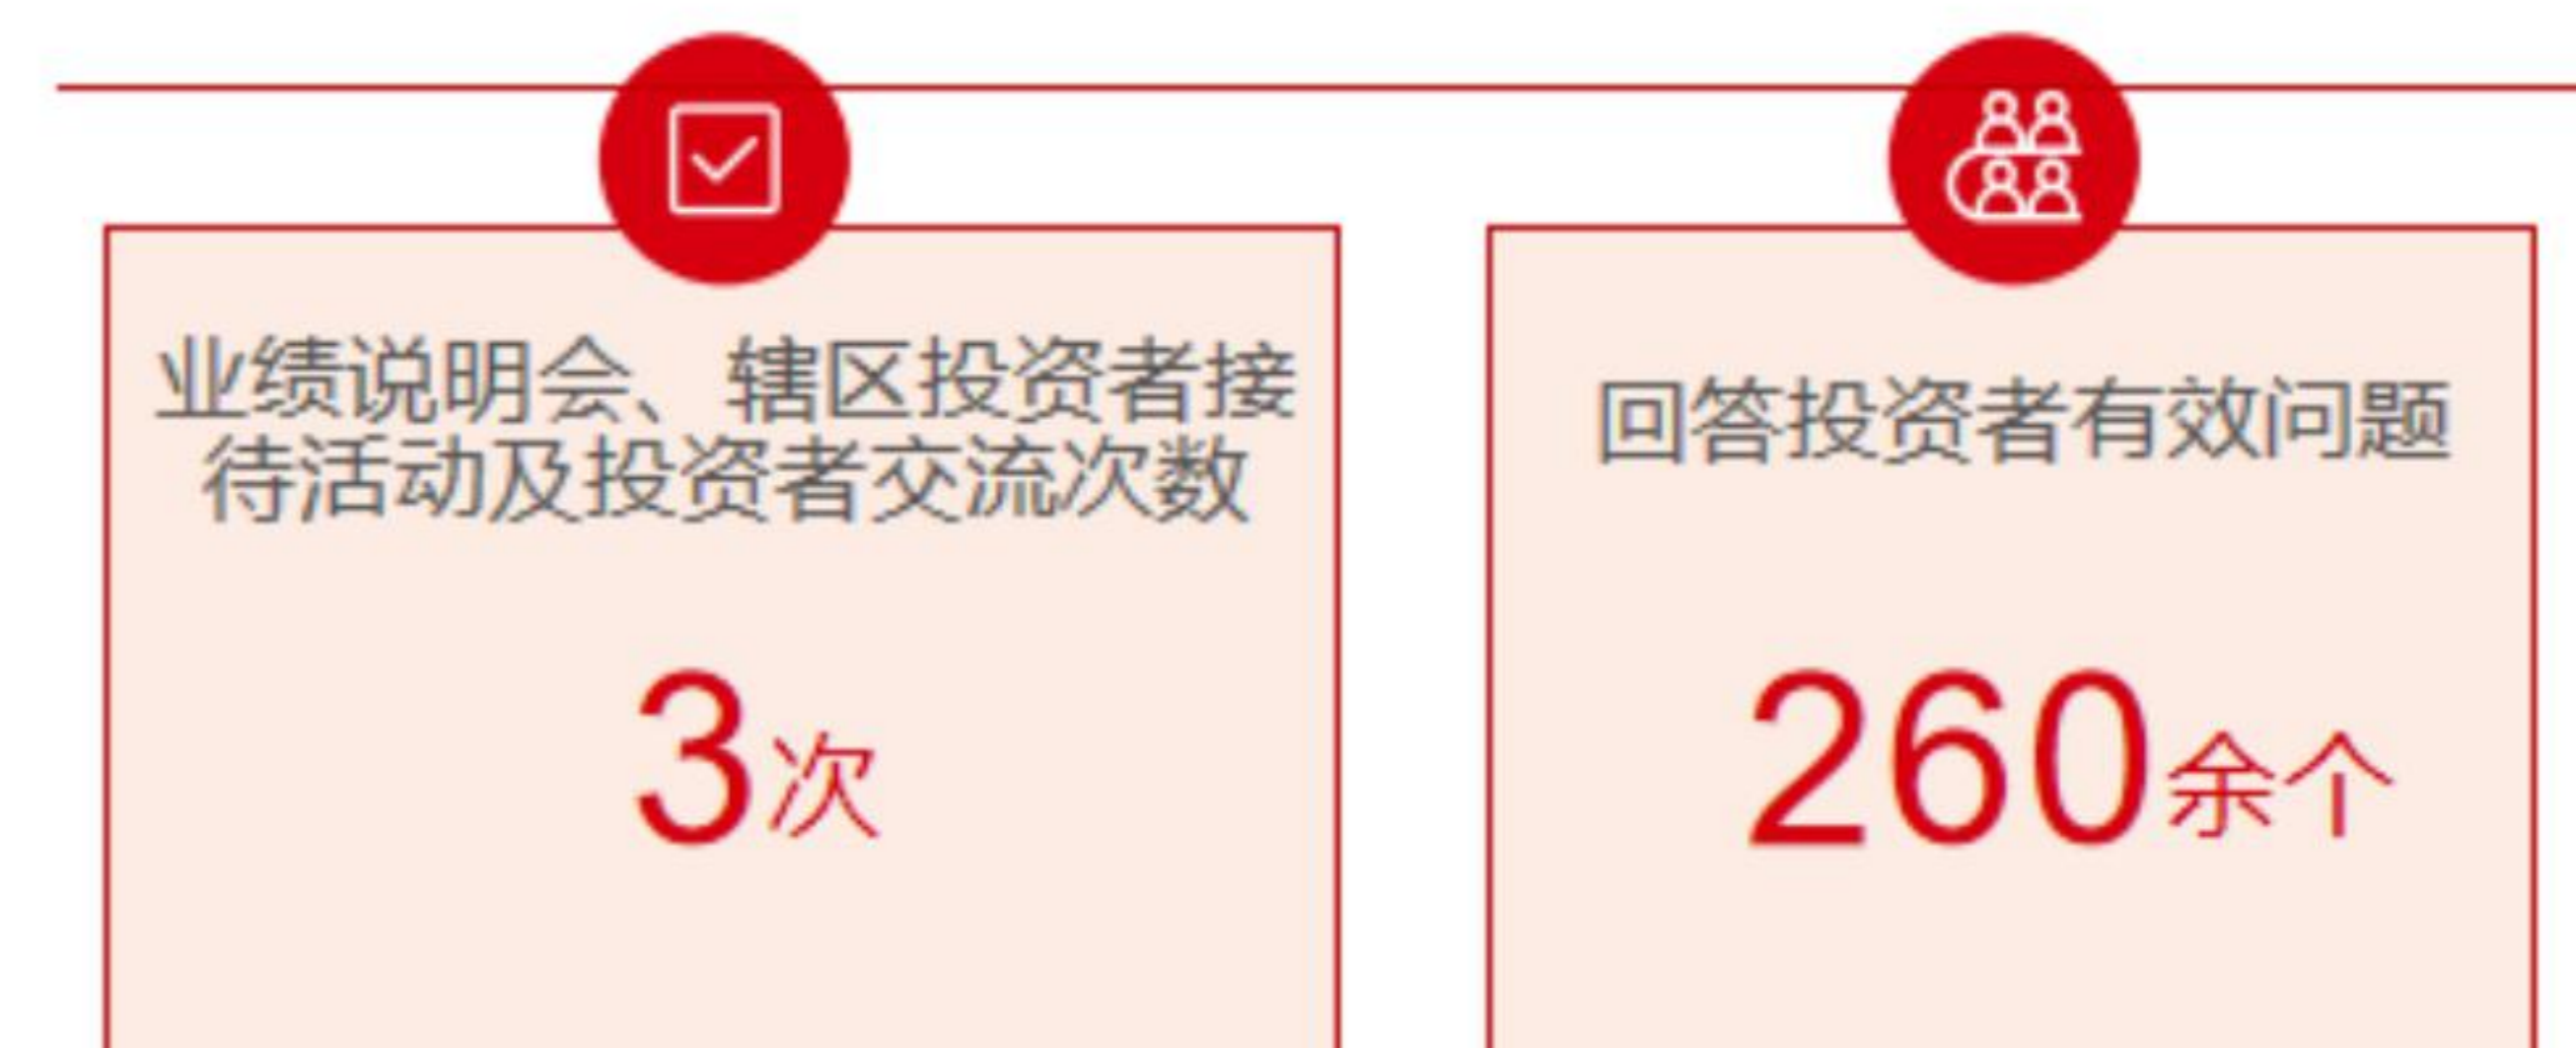 业绩说明会、辖区投资者接
待活动及投资者交流次数
3次
回答投资者有效问题
260余个